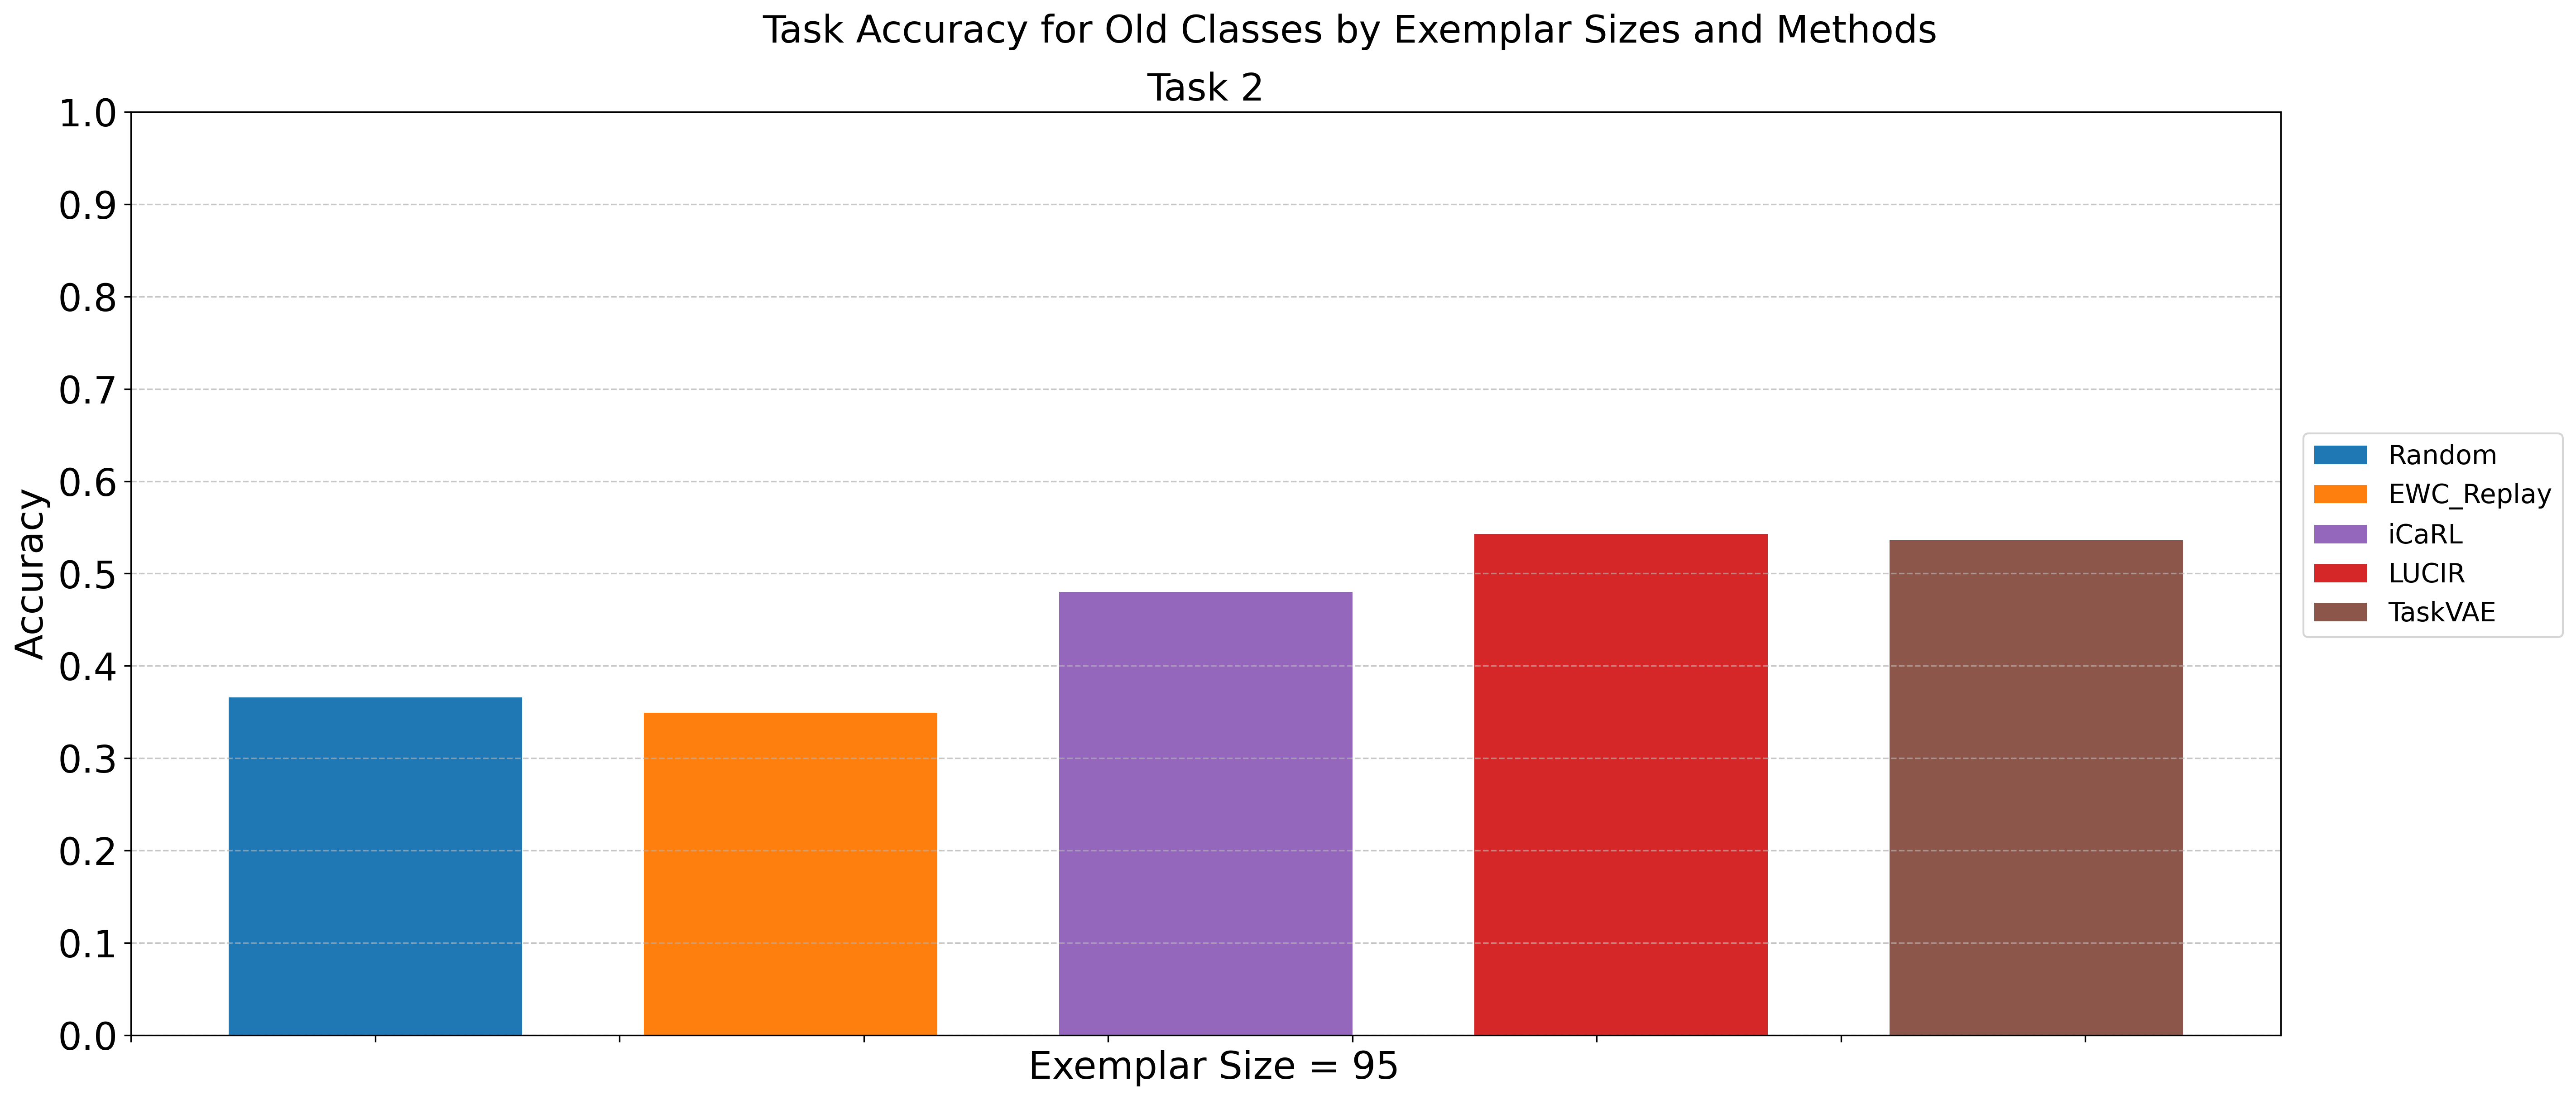 Task Accuracy for Old Classes by Exemplar Sizes and Methods
Task 2
1.0
0.9
0.8
0.7
0.6
0.5
0.4
0.3
0.2
0.1
0.0
Accuracy
Exemplar Size = 95
Random
EWC_Replay
iCaRL
LUCIR
TaskVAE